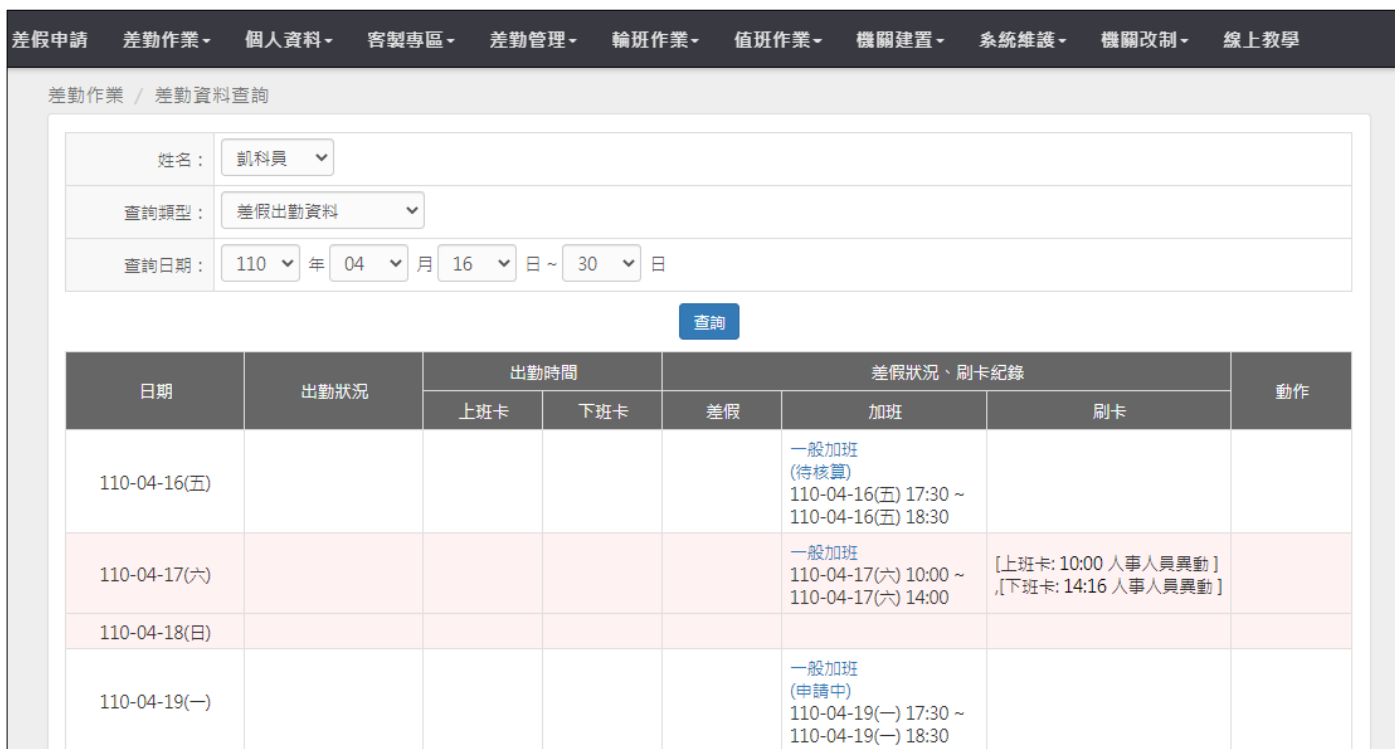 差假申請 差勤作業 個人資料 客製專區 差勤管理 輪班作業 值班作業 機關建置 系統維護 機關改制 線上教學
差勤作業 / 差勤資料查詢
姓名： 凱科員
查詢類型： 差假出勤資料
查詢日期： 110 年 04 月 16 日 ~ 30 日
查詢
日期 出勤狀況 出勤時間 差假狀況、刷卡紀錄 動作
上班卡 下班卡 差假 加班 刷卡
110-04-16(五)
一般加班
(待核算)
110-04-16(五) 17:30 ~
110-04-16(五) 18:30
110-04-17(六)
一般加班
110-04-17(六) 10:00 ~
110-04-17(六) 14:00
[上班卡: 10:00 人事人員異動 ]
,[下班卡: 14:16 人事人員異動 ]
110-04-18(日)
110-04-19(一)
一般加班
(申請中)
110-04-19(一) 17:30 ~
110-04-19(一) 18:30